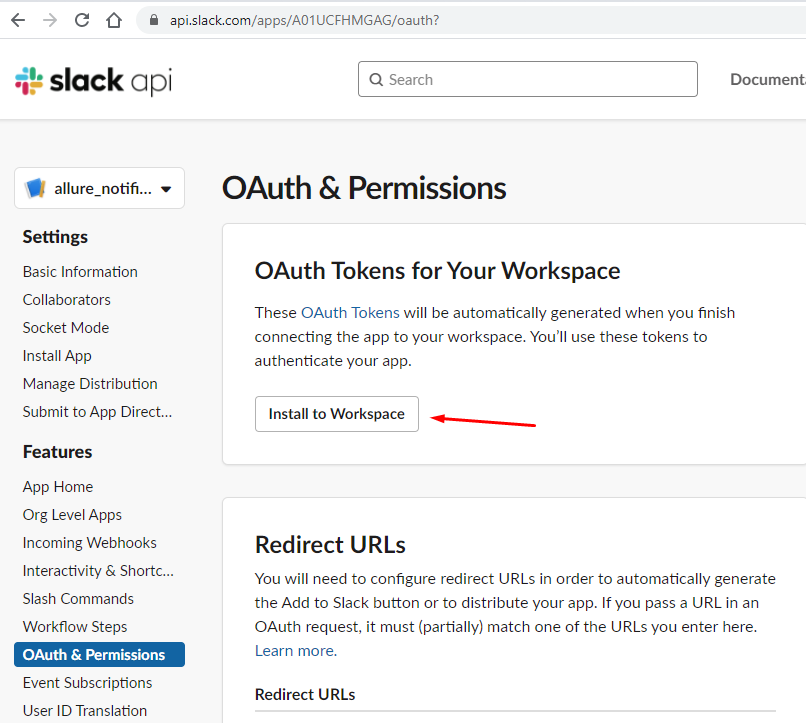 api.slack.com/apps/A01UCFHMGAG/oauth?
slack api
Search
Documenta
allure_notifi...
OAuth & Permissions
Settings
Basic Information
Collaborators
Socket Mode
Install App
Manage Distribution
Submit to App Direct...
Features
App Home
Org Level Apps
Incoming Webhooks
Interactivity & Shortc...
Slash Commands
Workflow Steps
OAuth & Permissions
Event Subscriptions
User ID Translation
OAuth Tokens for Your Workspace
These OAuth Tokens will be automatically generated when you finish
connecting the app to your workspace. You’ll use these tokens to
authenticate your app.
Install to Workspace
Redirect URLs
You will need to configure redirect URLs in order to automatically generate
the Add to Slack button or to distribute your app. If you pass a URL in an
OAuth request, it must (partially) match one of the URLs you enter here.
Learn more.
Redirect URLs